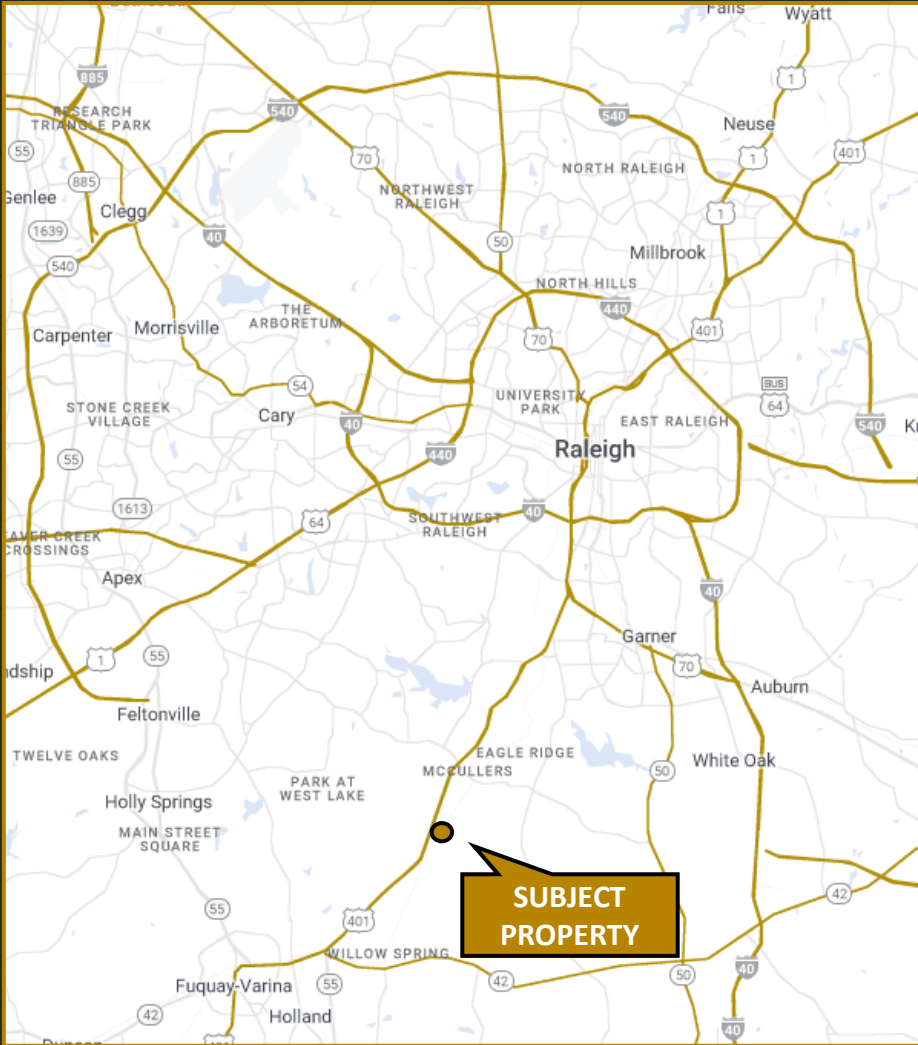 Falls
Wyatt
885
1
RESEARCH
TRIANGLE PARK
540
540
Neuse
55
70
1
401
NORTH RALEIGH
885
NORTHWEST
RALEIGH
Genlee
Clegg
1
1639
40
50
Millbrook
540
NORTH HILLS
THE
ARBORETUM
440
Carpenter
Morrisville
70
401
54
BUS
64
UNIVERSITY
PARK
STONE CREEK
VILLAGE
Cary
40
EAST RALEIGH
540
440
Raleigh
55
1613
64
40
SOUTHWEST
RALEIGH
CROSSINGS
Apex
40
Garner
1
55
70
ndship
Auburn
Feltonville
TWELVE OAKS
EAGLE RIDGE
White Oak
MCCULLERS
50
PARK AT
WEST LAKE
Holly Springs
MAIN STREET
SQUARE
SUBJECT
PROPERTY
42
55
401
WILLOW SPRING
Fuquay-Varina
55
42
50
40
42
Holland
40